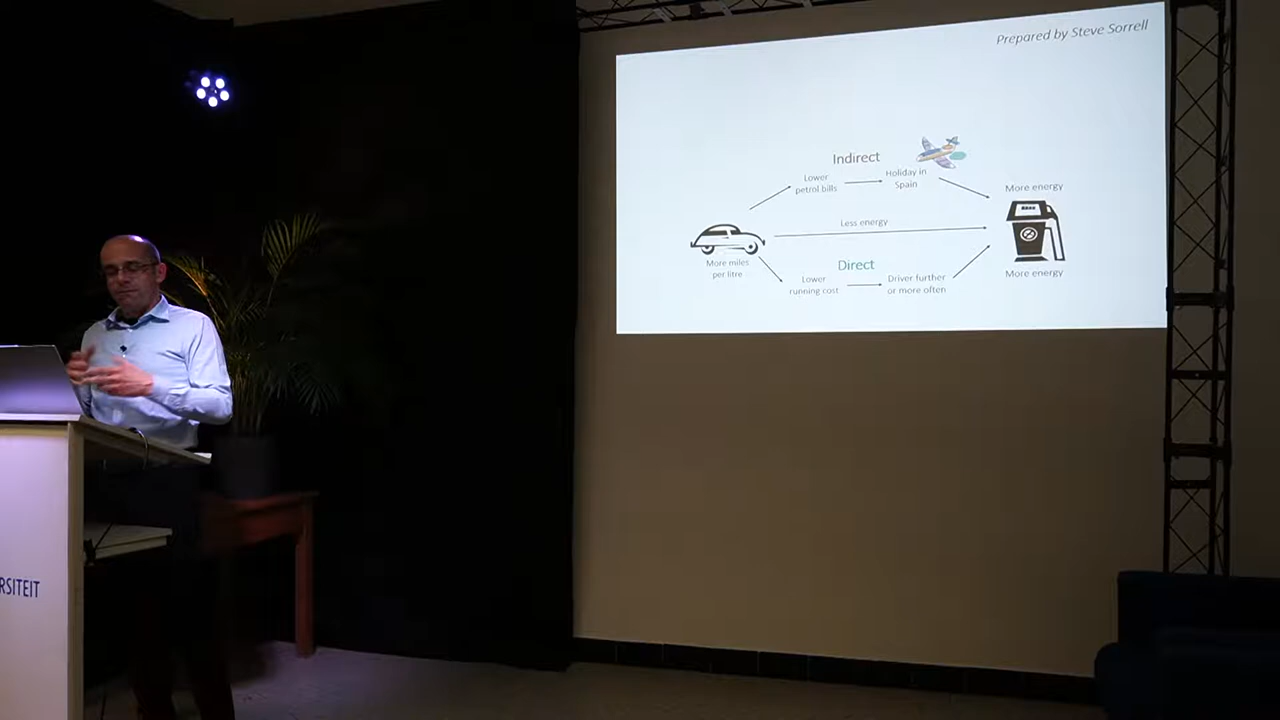 Prepared by Steve Sorrell
Indirect
Lower
petrol bills
Holiday in
Spain
More energy
Less energy
More miles
per litre
Direct
Lower
running cost
Driver further
or more often
More energy
RSITEIT